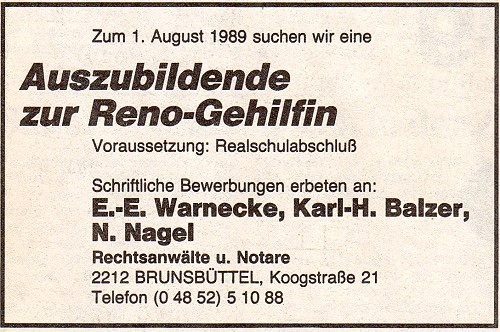 Zum 1. August 1989 suchen wir eine
Auszubildende
zur Reno-Gehilfin
Voraussetzung: Realschulabschluß
Schriftliche Bewerbungen erbeten an:
E.-E. Warnecke, Karl-H. Balzer,
N. Nagel
Rechtsanwälte u. Notare
2212 BRUNSBÜTTEL, Koogstraße 21
Telefon (0 48 52) 5 10 88